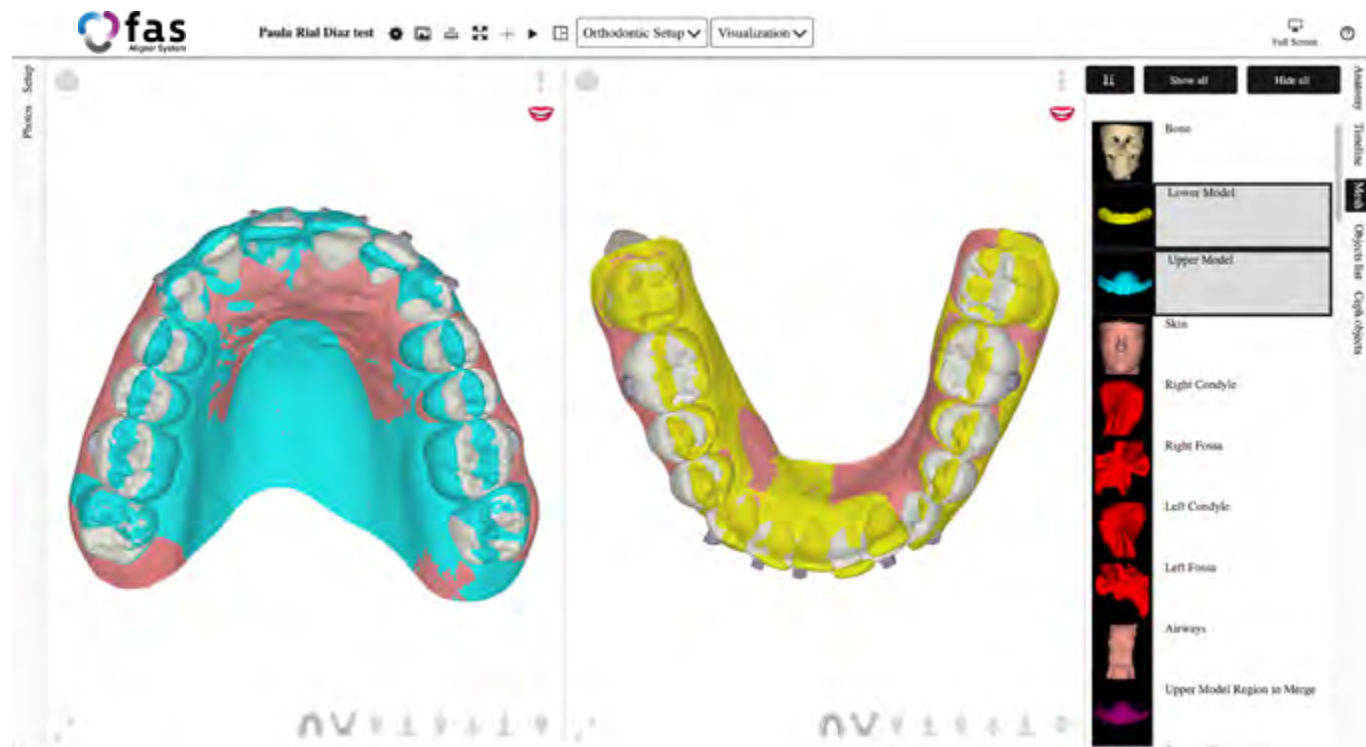 fas
Aligner System
Paula Rial Diaz test
Orthodontic Setup
Visualization
Full Screen
Setup
Photos
Show all
Hide all
Bone
Lower Model
Upper Model
Skin
Right Condyle
Right Fossa
Left Condyle
Left Fossa
Airways
Upper Model Region to Merge
Anatomy
Timeline
Mesh
Objects list
Ceph objects